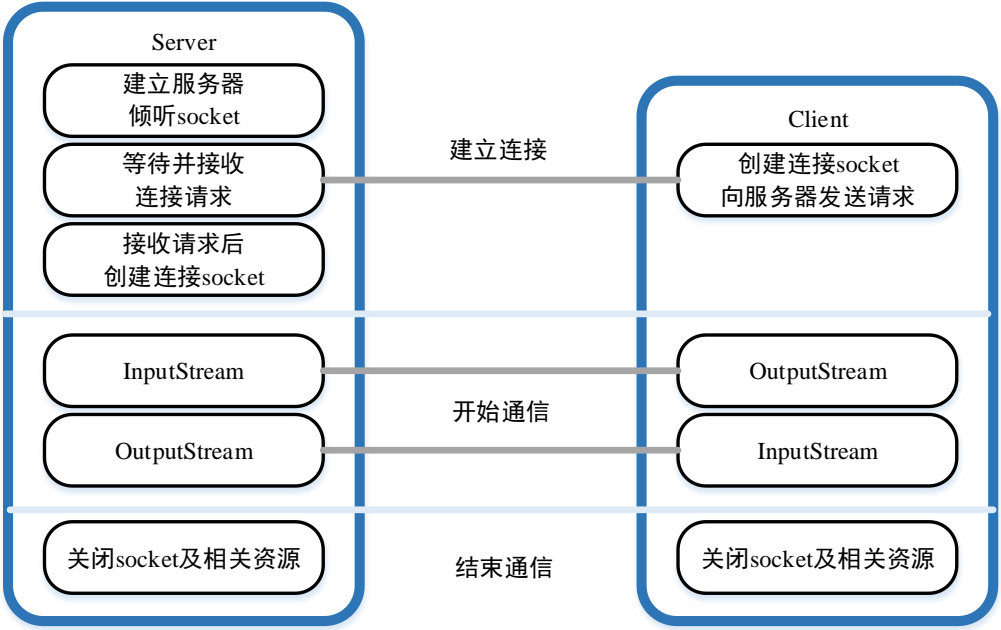 Server
建立服务器
倾听socket
等待并接收
连接请求
接收请求后
创建连接socket
建立连接
Client
创建连接socket
向服务器发送请求
InputStream
OutputStream
开始通信
OutputStream
InputStream
关闭socket及相关资源
结束通信
关闭socket及相关资源